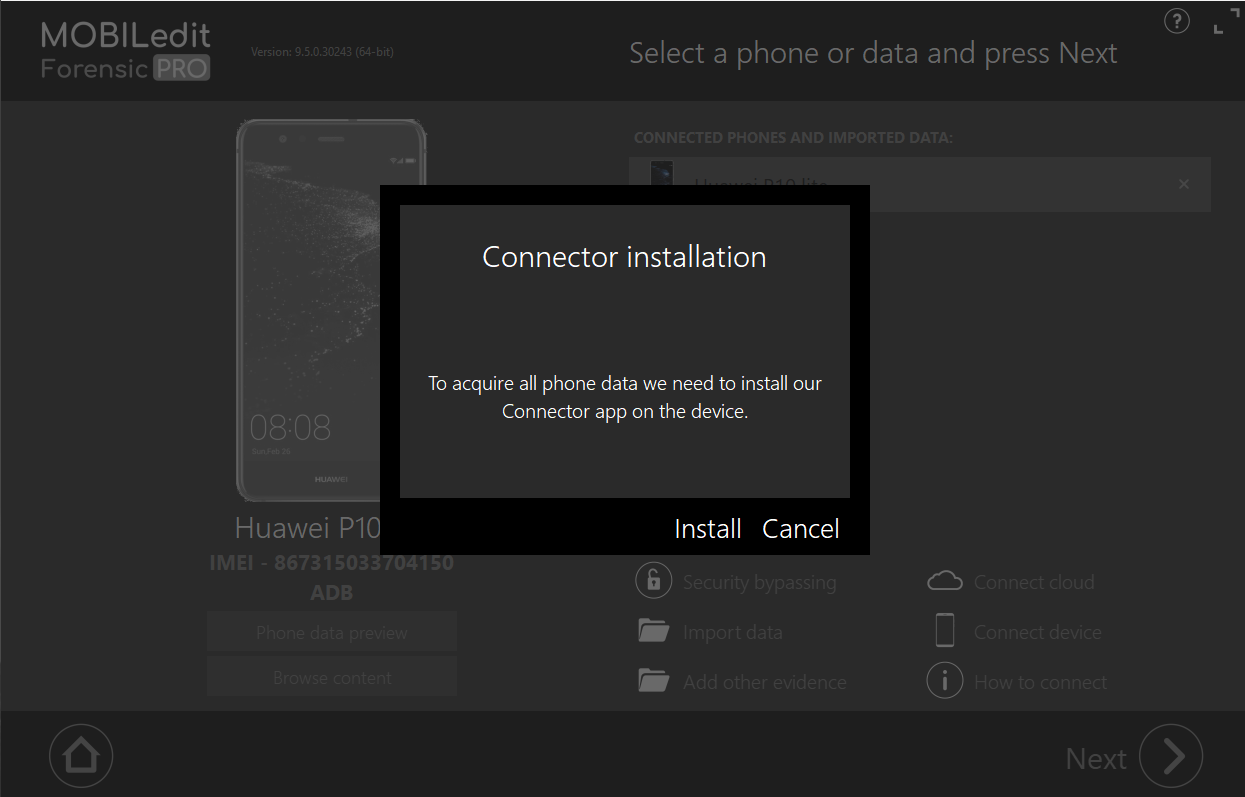 MOBILedit
Forensic PRO
Version: 9.5.0.30243 (64-bit)
Select a phone or data and press Next
?
CONNECTED PHONES AND IMPORTED DATA:
Huawei P10 lite
Connector installation
To acquire all phone data we need to install our
Connector app on the device.
Install Cancel
08:08
Sun,Feb 26
HUAWEI
Huawei P10
IMEI - 867315033704150
ADB
Phone data preview
Browse content
Security bypassing
Connect cloud
Import data
Connect device
Add other evidence
How to connect
Next